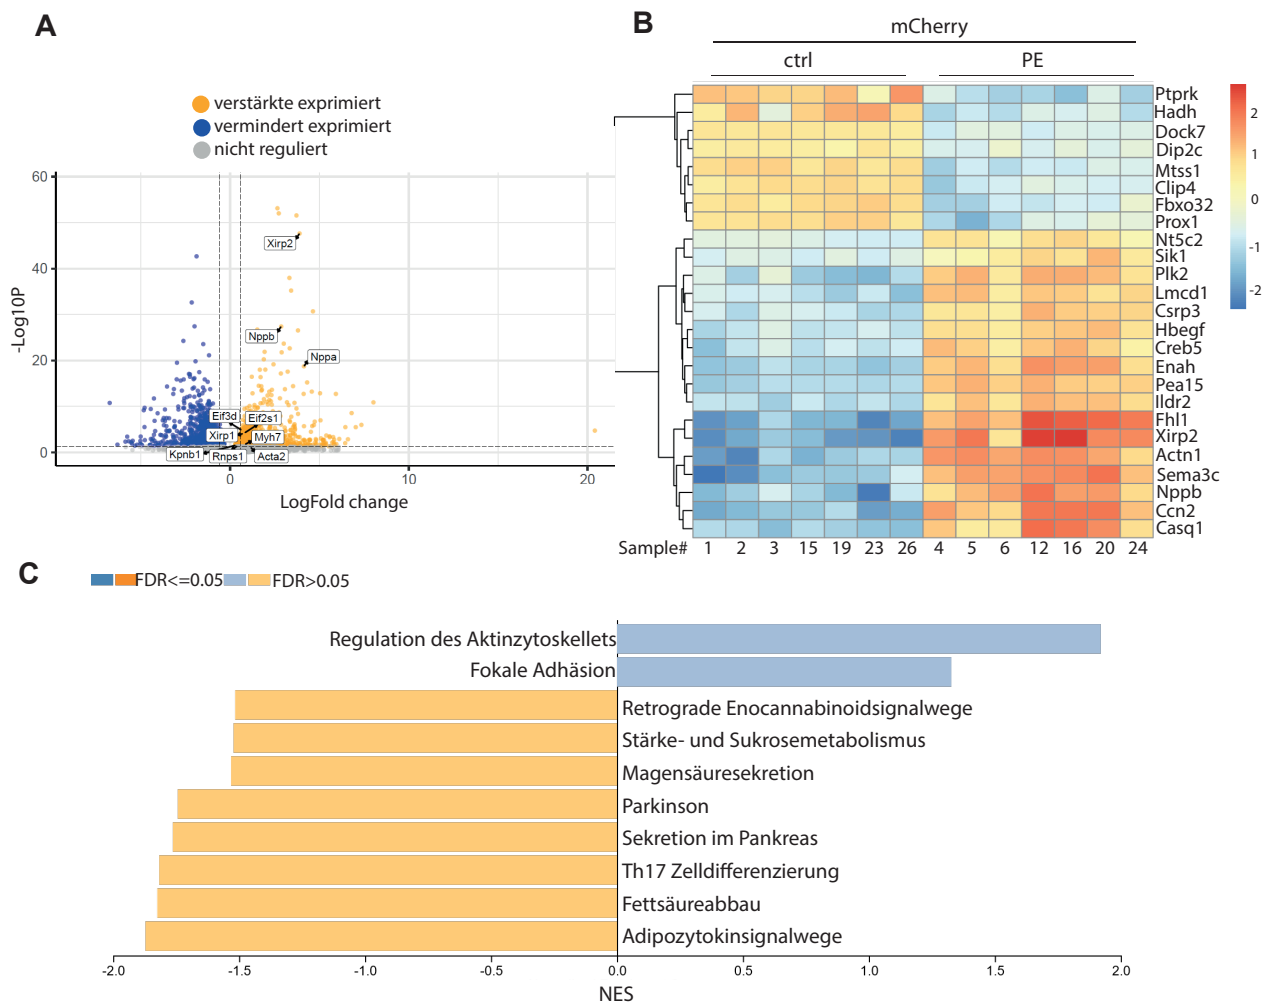 A
verstärkte exprimiert
vermindert exprimiert
nicht reguliert
60
40
20
0
-Log10P
Xirp2
Nppb
Nppa
Eif3d
Eif2s1
Xirp1
Myh7
Kpnb1
Rnps1
Acta2
0
10
20
LogFold change
B
mCherry
ctrl
PE
Ptprk
Hadh
Dock7
Dip2c
Mtss1
Clip4
Fbxo32
Prox1
Nt5c2
Sik1
Plk2
Lmcd1
Csrp3
Hbegf
Creb5
Enah
Pea15
Ildr2
Fhl1
Xirp2
Actn1
Sema3c
Nppb
Ccn2
Casq1
2
1
0
-1
-2
Sample# 1 2 3 15 19 23 26 4 5 6 12 16 20 24
C
FDR<=0.05 FDR>0.05
Regulation des Aktinzytoskellets
Fokale Adhäsion
Retrograde Enocannabinoidsignalwege
Stärke- und Sukrosemetabolismus
Magensäuresekretion
Parkinson
Sekretion im Pankreas
Th17 Zelldifferenzierung
Fettsäureabbau
Adipozytokinsignalwege
-2.0 -1.5 -1.0 -0.5 0.0 0.5 1.0 1.5 2.0
NES